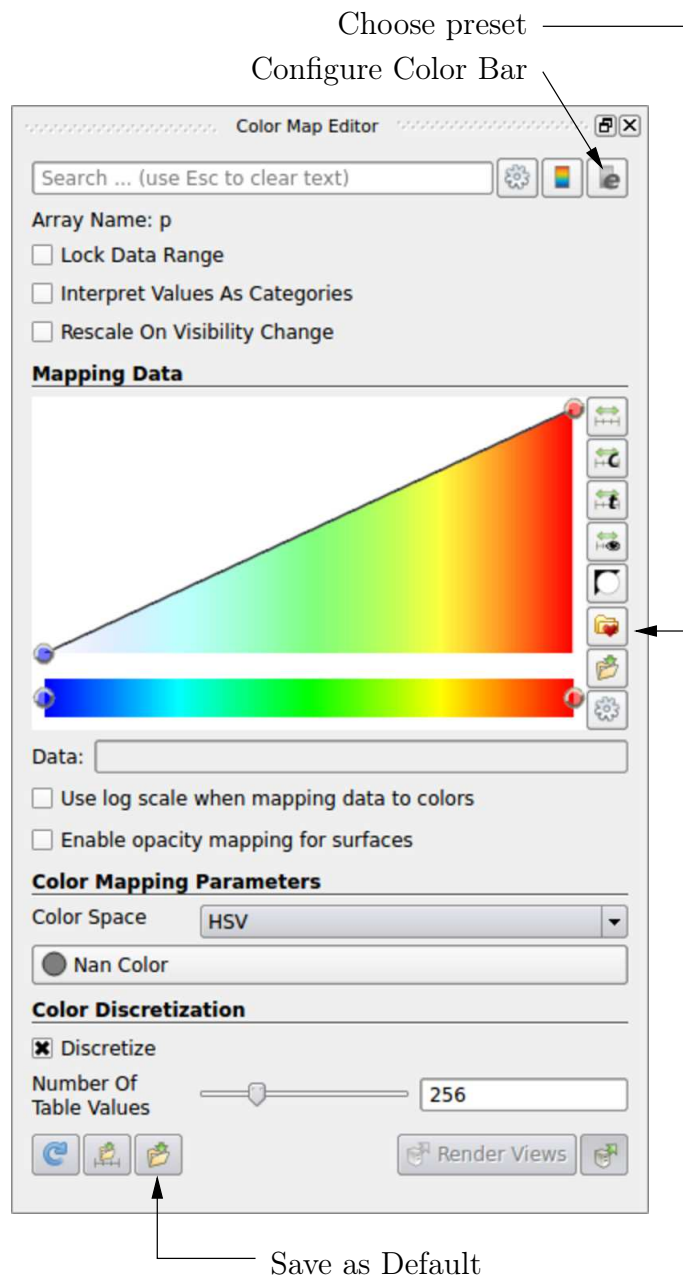 Choose preset
Configure Color Bar
Color Map Editor
Search ... (use Esc to clear text)
e
Array Name: p
Lock Data Range
Interpret Values As Categories
Rescale On Visibility Change
Mapping Data
c
t
Data:
Use log scale when mapping data to colors
Enable opacity mapping for surfaces
Color Mapping Parameters
Color Space HSV
Nan Color
Color Discretization
Discretize
Number Of
Table Values 256
Render Views
Save as Default